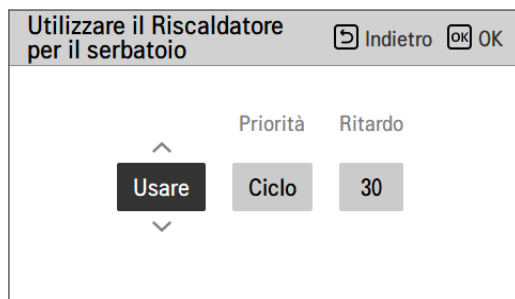 Utilizzare il Riscaldatore
per il serbatoio
Indietro OK OK
Priorità Ritardo
Usare Ciclo 30